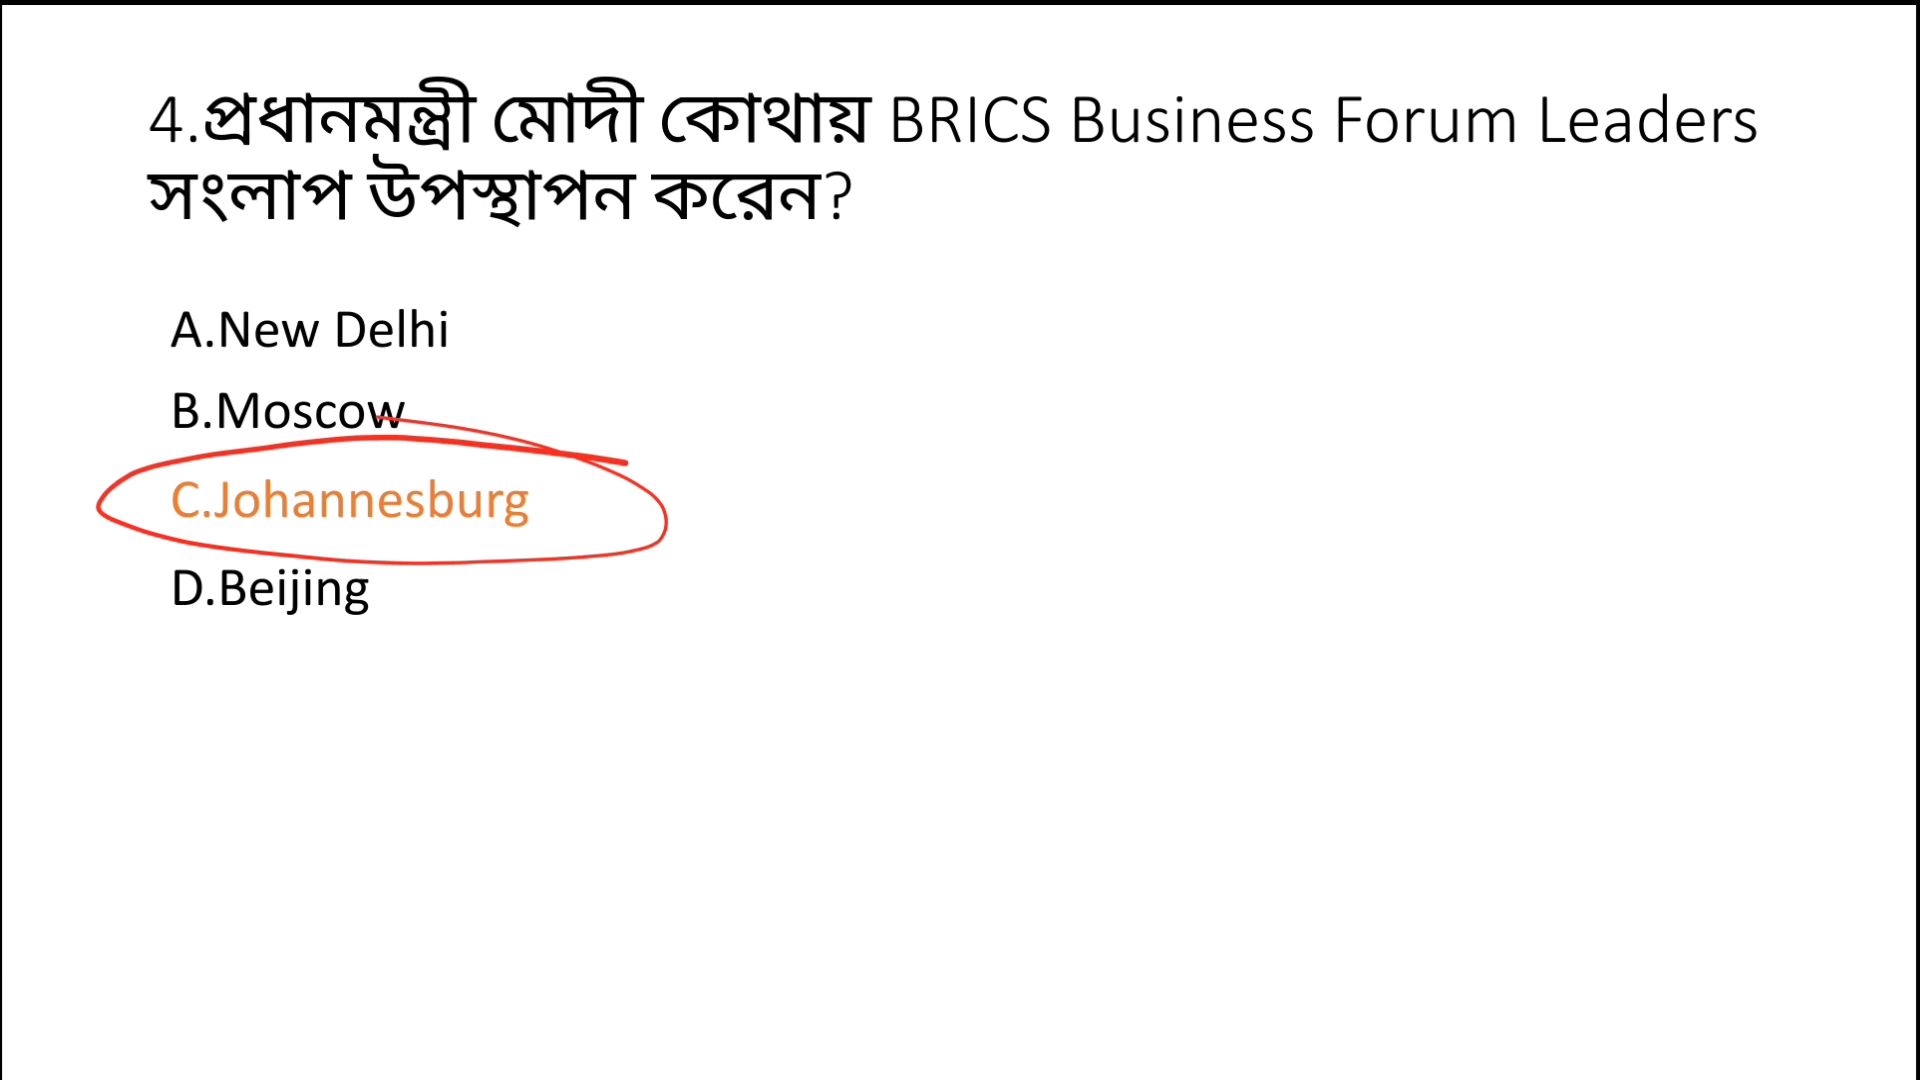 4.প্রধানমন্ত্রী মোদী কোথায় BRICS Business Forum Leaders
সংলাপ উপস্থাপন করেন?
A.New Delhi
B.Moscow
C.Johannesburg
D.Beijing